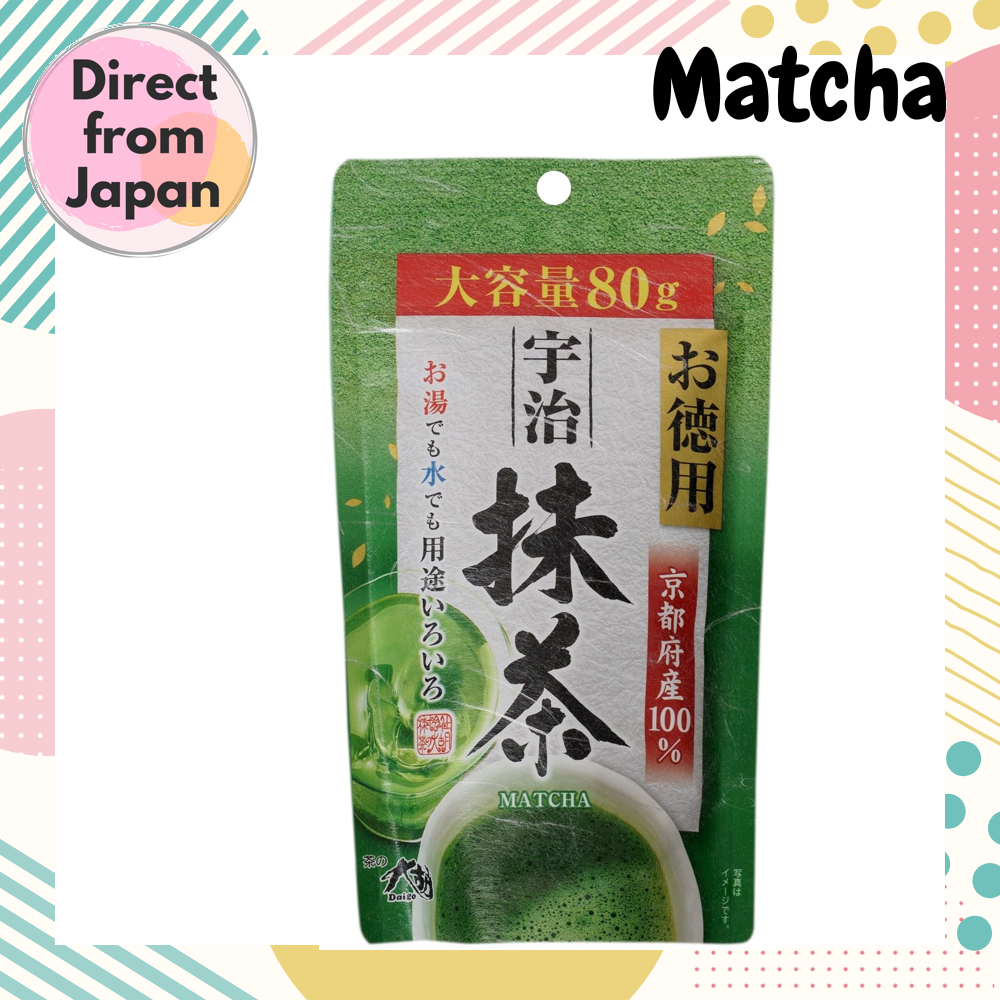 Direct
from
Japan
Matcha
大容量80g
お徳用
宇治
抹茶
お湯でも水でも用途いろいろ
京都府産100%
MATCHA
茶の
大胡
Daigo
写真は
イメージです。